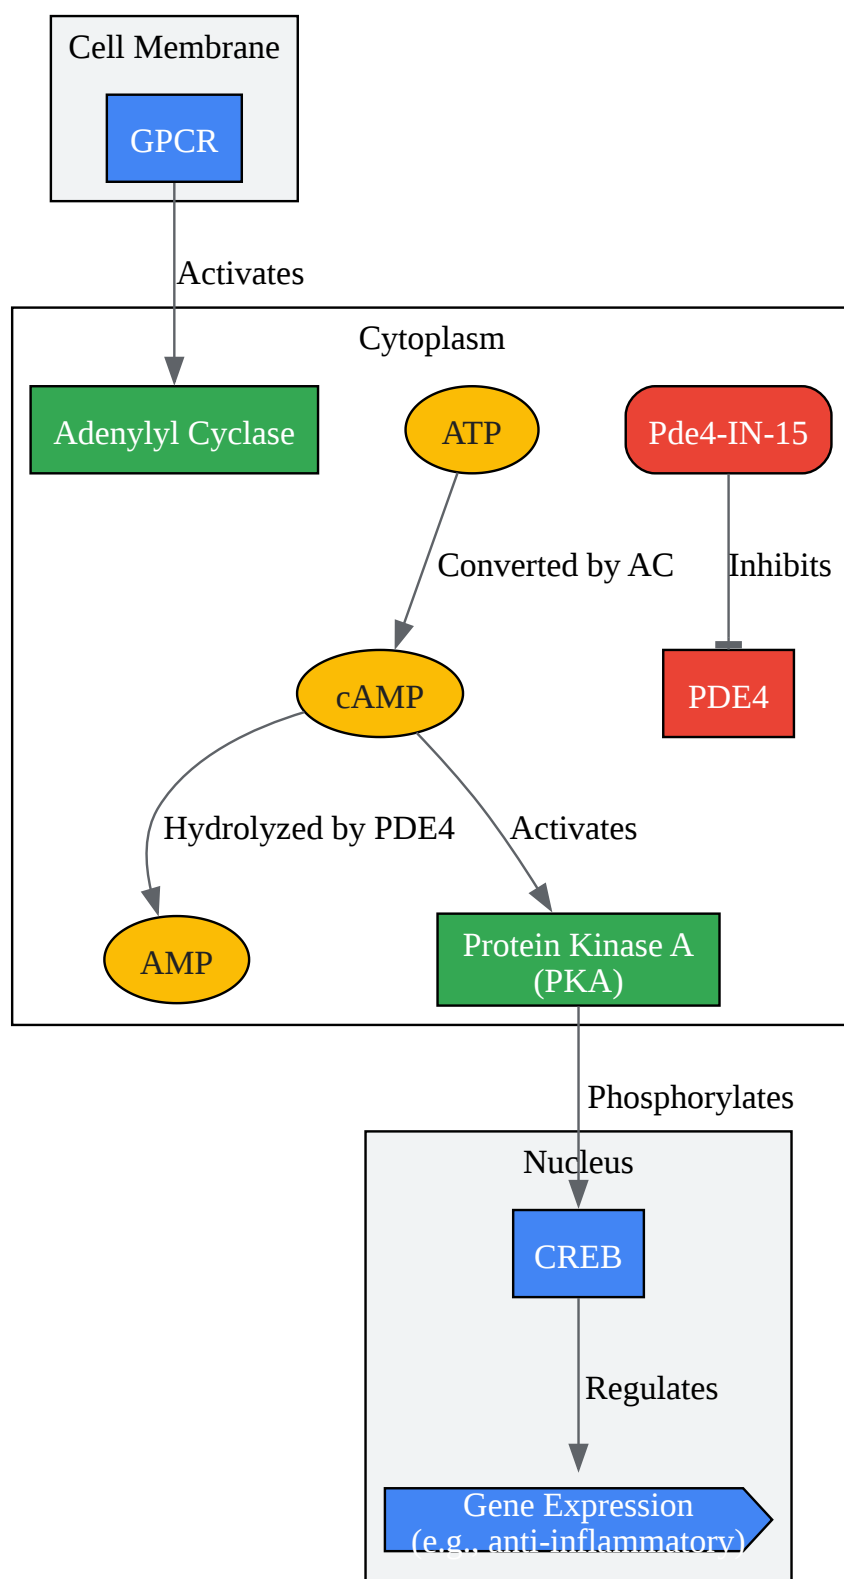 Cell Membrane
GPCR
Activates
Cytoplasm
Adenylyl Cyclase
ATP
Pde4-IN-15
Converted by AC
Inhibits
cAMP
PDE4
Hydrolyzed by PDE4
Activates
AMP
Protein Kinase A
(PKA)
Phosphorylates
Nucleus
CREB
Regulates
Gene Expression
(e.g., anti-inflammatory)